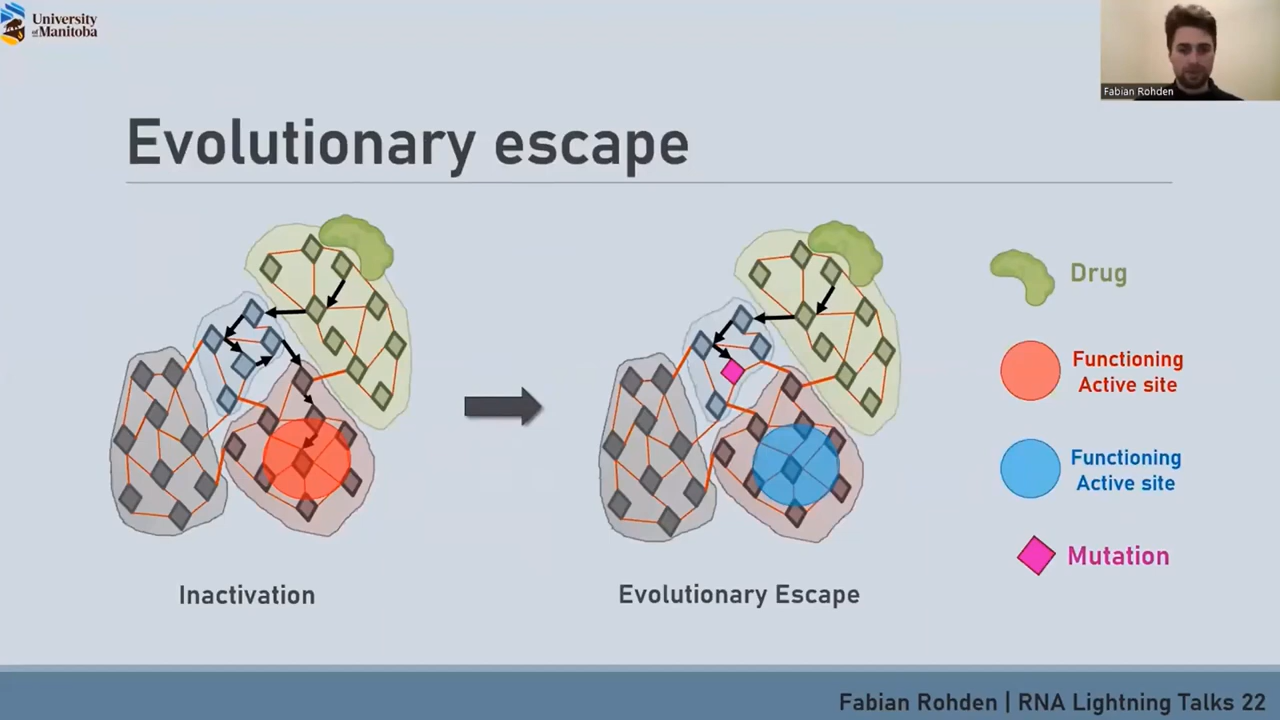 University
of Manitoba
Fabian Rohden
Evolutionary escape
Drug
Functioning
Active site
Functioning
Active site
Mutation
Inactivation
Evolutionary Escape
Fabian Rohden | RNA Lightning Talks 22